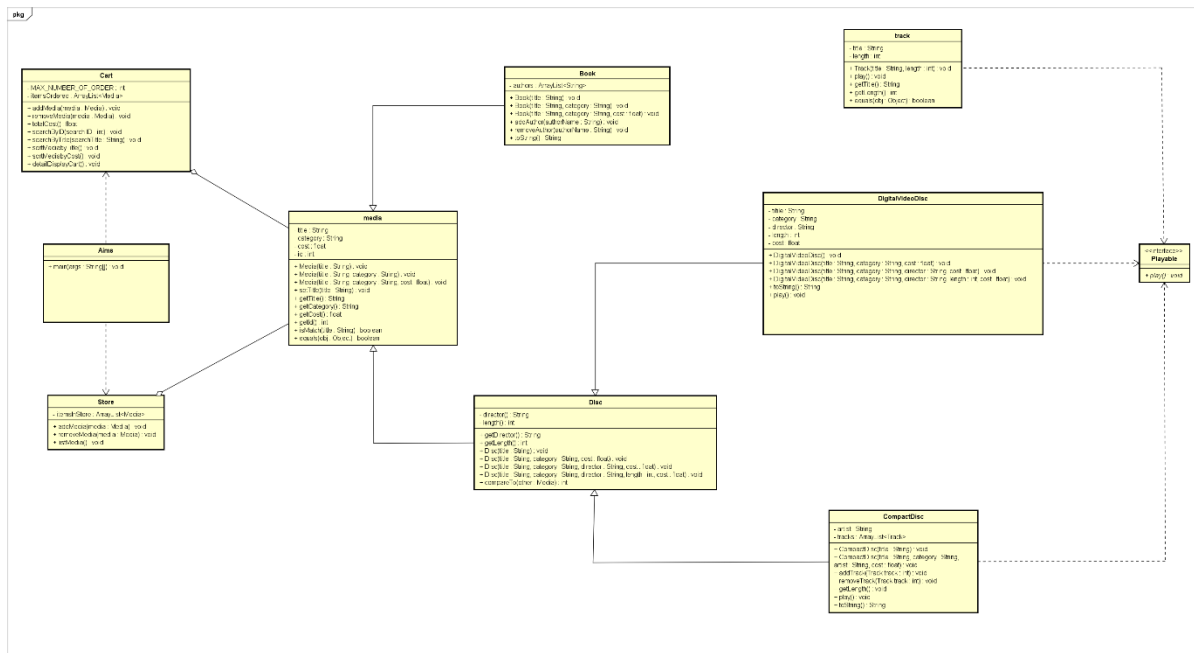 pkg
Cart
- MAX_NUMBER_OF_ORDER : int
- itemsOrdered : ArrayList<Media>
+ addMedia(media : Media) : void
+ removeMedia(media : Media) : void
+ totalCost() : float
+ searchByID(searchID : int) : void
+ searchByTitle(searchTitle : String) : void
+ sortMediabyTitle() : void
+ sortMediabyCost() : void
+ detailDisplayCart() : void
Aims
+ main(args : String[]) : void
Store
- itemsInStore : ArrayList<Media>
+ addMedia(media : Media) : void
+ removeMedia(media : Media) : void
+ listMedia() : void
media
title : String
category : String
cost : float
id : int
+ Media(title : String) : void
+ Media(title : String, category : String) : void
+ Media(title : String, category : String, cost : float) : void
+ setTitle(title : String) : void
+ getTitle() : String
+ getCategory() : String
+ getCost() : float
+ getId() : int
+ isMatch(title : String) : boolean
+ equals(obj : Object) : boolean
Book
- authors : ArrayList<String>
+ Book(title : String) : void
+ Book(title : String, category : String) : void
+ Book(title : String, category : String, cost : float) : void
+ addAuthor(authorName : String) : void
+ removeAuthor(authorName : String) : void
+ toString() : String
Disc
- director() : String
length() : int
+ getDirector() : String
+ getLength() : int
+ Disc(title : String) : void
+ Disc(title : String, category : String, cost : float) : void
+ Disc(title : String, category : String, director : String, cost : float) : void
+ Disc(title : String, category : String, director : String, length : int, cost : float) : void
+ compareTo(other : Media) : int
track
- title : String
- length : int
+ Track(title : String, length : int) : void
+ play() : void
+ getTitle() : String
+ getLength() : int
+ equals(obj : Object) : boolean
DigitalVideoDisc
- title : String
- category : String
- director : String
- length : int
- cost : float
+ DigitalVideoDisc() : void
+ DigitalVideoDisc(title : String, category : String, cost : float) : void
+ DigitalVideoDisc(title : String, category : String, director : String, cost : float) : void
+ DigitalVideoDisc(title : String, category : String, director : String, length : int, cost : float) : void
+ toString() : String
+ play() : void
<<interface>>
Playable
+ play() : void
CompactDisc
- artist : String
- tracks : ArrayList<Track>
+ CompactDisc(title : String) : void
+ CompactDisc(title : String, category : String,
artist : String, cost : float) : void
+ addTrack(Track track : int) : void
removeTrack(Track track : int) : void
getLength() : void
+ play() : void
+ toString() : String